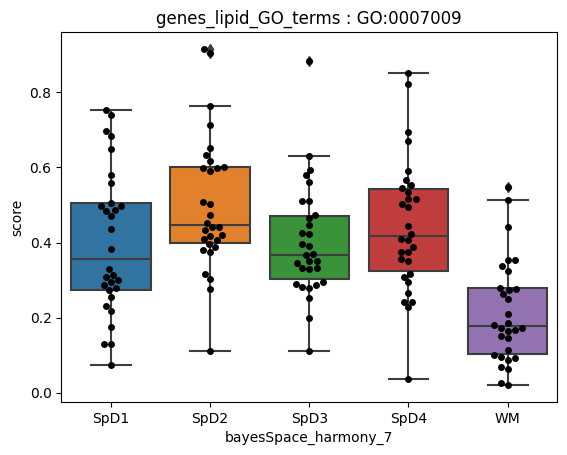 genes_lipid_GO_terms : GO:0007009
0.8
0.6
0.4
0.2
0.0
score
SpD1 SpD2 SpD3 SpD4 WM
bayesSpace_harmony_7